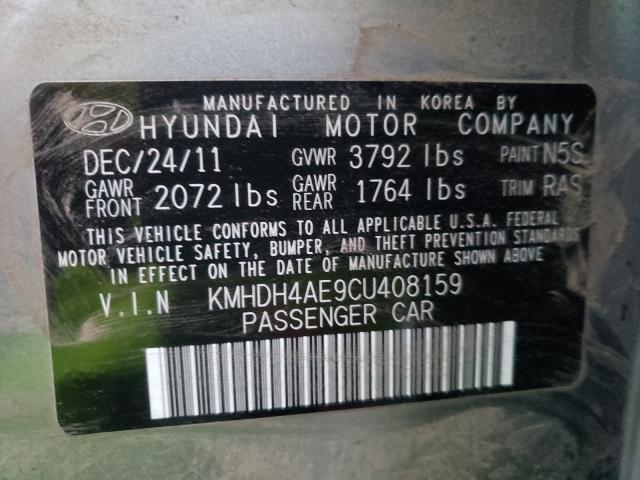 MANUFACTURED IN KOREA BY
HYUNDAI MOTOR COMPANY
DEC/24/11 GVWR 3792 lbs PAINT N5S
GAWR FRONT 2072 lbs GAWR REAR 1764 lbs TRIM RAS
THIS VEHICLE CONFORMS TO ALL APPLICABLE U.S.A. FEDERAL
MOTOR VEHICLE SAFETY, BUMPER, AND THEFT PREVENTION STANDARDS
IN EFFECT ON THE DATE OF MANUFACTURE SHOWN ABOVE
V.I.N KMHDH4AE9CU408159
PASSENGER CAR